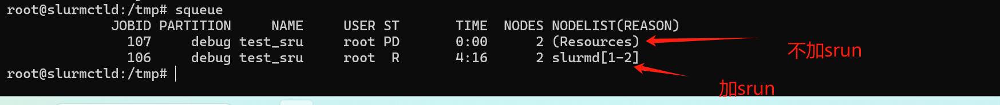 root@slurmctld:/tmp# squeue
JOBID PARTITION NAME USER ST TIME NODES NODELIST(REASON)
107 debug test_sru root PD 0:00 2 (Resources)
不加srun
106 debug test_sru root R 4:16 2 slurmd[1-2]
root@slurmctld:/tmp#
加srun